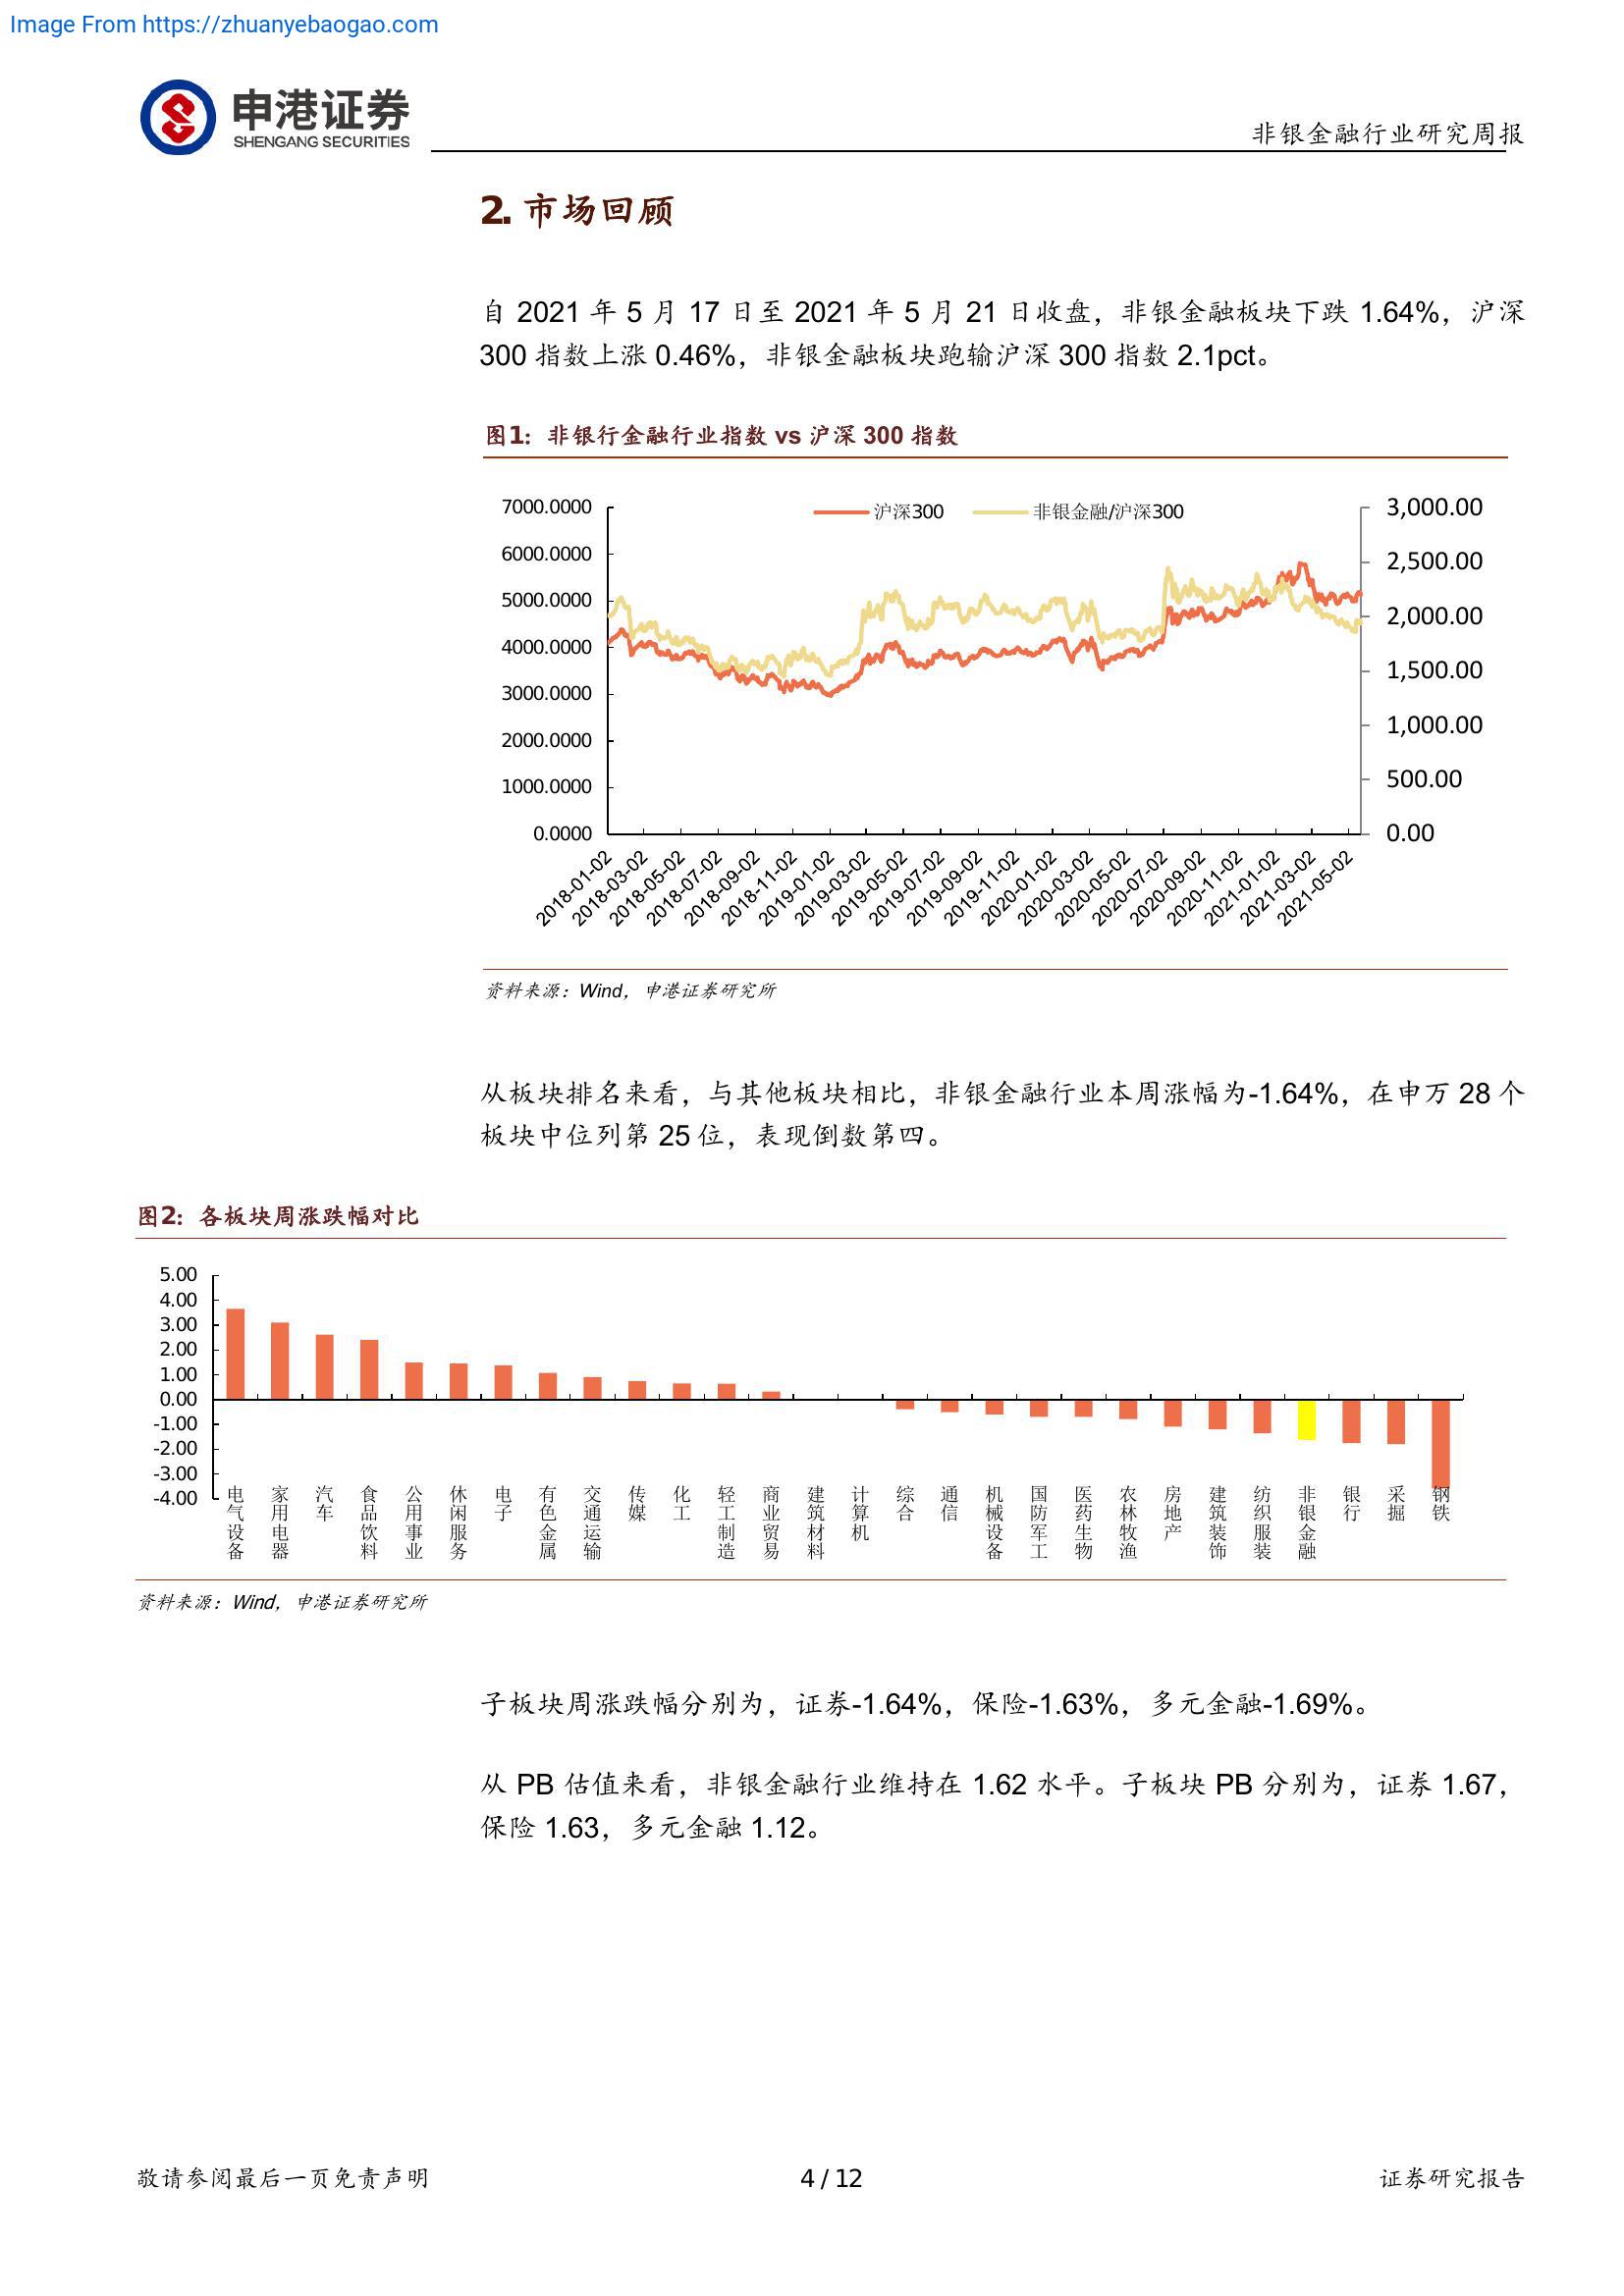 Image From https://zhuanyebaogao.com
申港证券
SHENGANG SECURITIES
非银金融行业研究周报
2. 市场回顾
自 2021 年 5 月 17 日至 2021 年 5 月 21 日收盘，非银金融板块下跌 1.64%，沪深
300 指数上涨 0.46%，非银金融板块跑输沪深 300 指数 2.1pct。
图1：非银行金融行业指数 vs 沪深 300 指数
沪深300
非银金融/沪深300
7000.0000
6000.0000
5000.0000
4000.0000
3000.0000
2000.0000
1000.0000
0.0000
3,000.00
2,500.00
2,000.00
1,500.00
1,000.00
500.00
0.00
2018-01-02
2018-03-02
2018-05-02
2018-07-02
2018-09-02
2018-11-02
2019-01-02
2019-03-02
2019-05-02
2019-07-02
2019-09-02
2019-11-02
2020-01-02
2020-03-02
2020-05-02
2020-07-02
2020-09-02
2020-11-02
2021-01-02
2021-03-02
2021-05-02
资料来源：Wind，申港证券研究所
从板块排名来看，与其他板块相比，非银金融行业本周涨幅为-1.64%，在申万 28 个
板块中位列第 25 位，表现倒数第四。
图2：各板块周涨跌幅对比
5.00
4.00
3.00
2.00
1.00
0.00
-1.00
-2.00
-3.00
-4.00
电气设备
家用电器
汽车
食品饮料
公用事业
休闲服务
电子
有色金属
交通运输
传媒
化工
轻工制造
商业贸易
建筑材料
计算机
综合
通信
机械设备
国防军工
医药生物
农林牧渔
房地产
建筑装饰
纺织服装
非银金融
银行
采掘
钢铁
资料来源：Wind，申港证券研究所
子板块周涨跌幅分别为，证券-1.64%，保险-1.63%，多元金融-1.69%。
从 PB 估值来看，非银金融行业维持在 1.62 水平。子板块 PB 分别为，证券 1.67，
保险 1.63，多元金融 1.12。
敬请参阅最后一页免责声明
4 / 12
证券研究报告